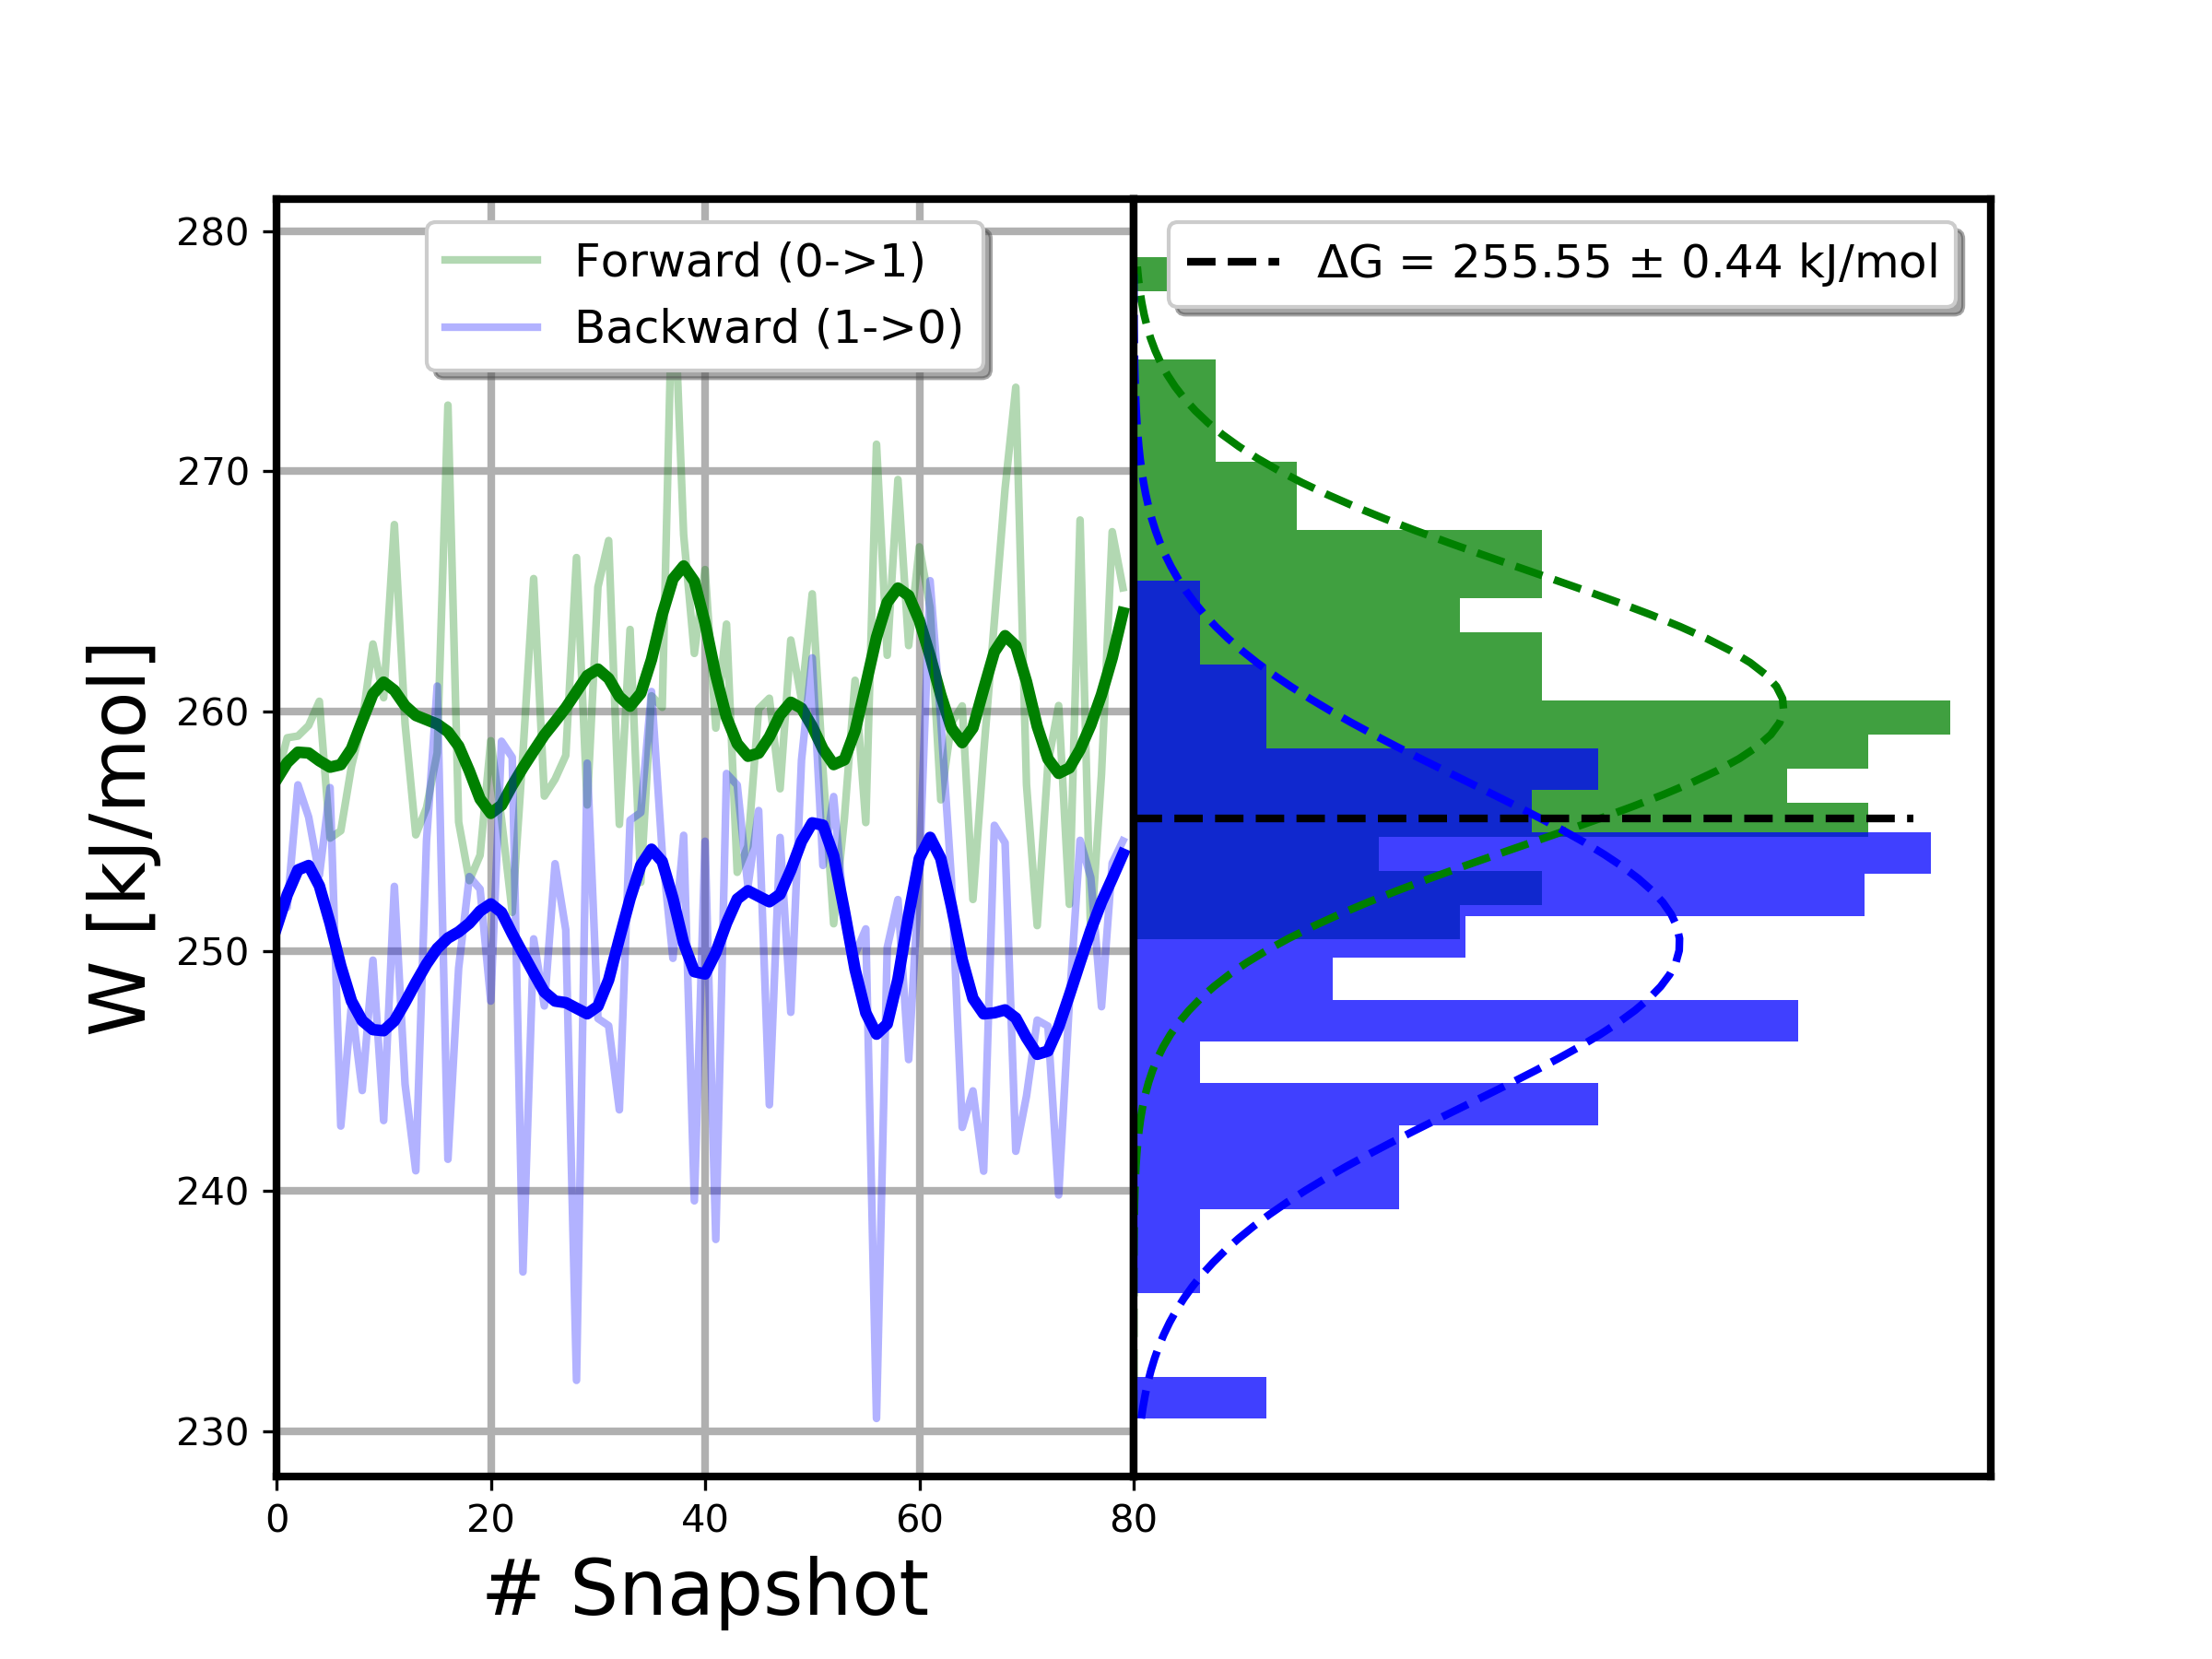 280
270
260
250
240
230
W [kJ/mol]
Forward (0->1)
Backward (1->0)
ΔG = 255.55 ± 0.44 kJ/mol
0 20 40 60 80
# Snapshot